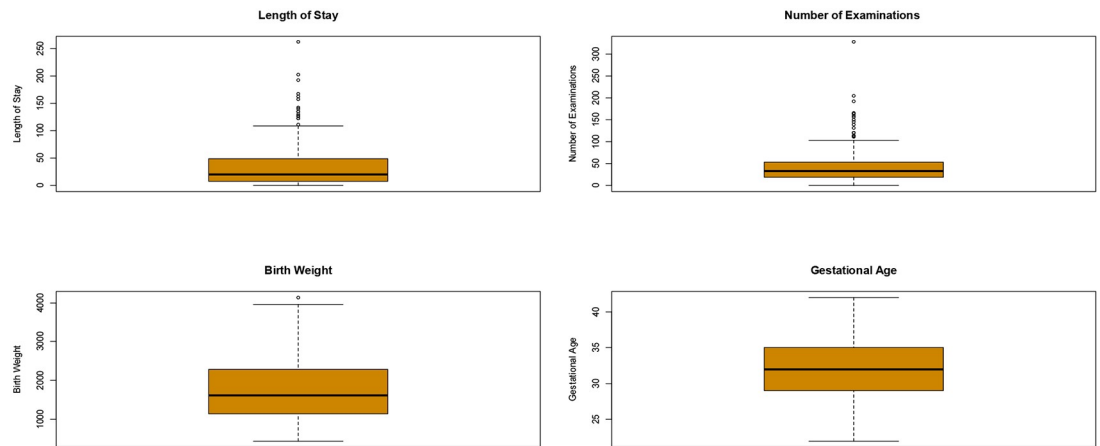 Length of Stay
Length of Stay
0
50
100
150
200
250
Number of Examinations
Number of Examinations
0
50
100
150
200
250
300
Birth Weight
Birth Weight
1000
2000
3000
4000
Gestational Age
Gestational Age
25
30
35
40